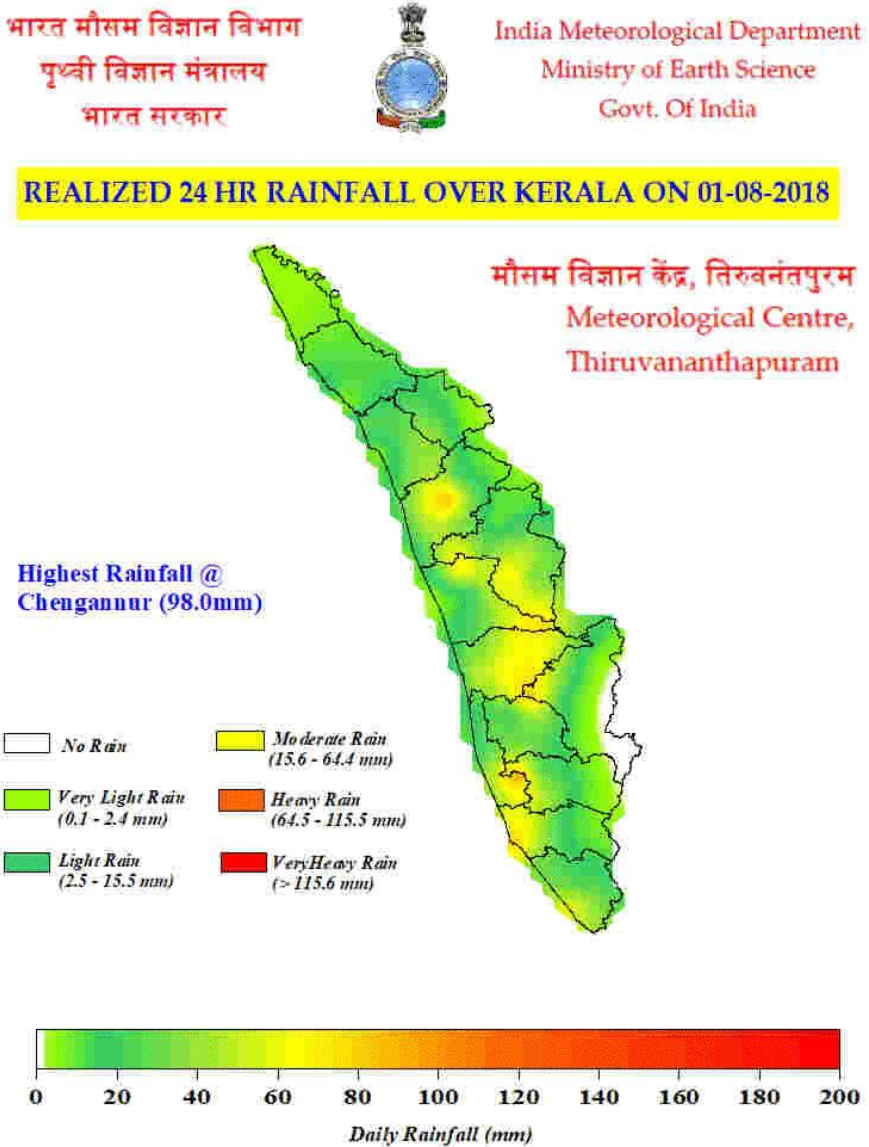 भारत मौसम विज्ञान विभाग
पृथ्वी विज्ञान मंत्रालय
भारत सरकार
India Meteorological Department
Ministry of Earth Science
Govt. Of India
REALIZED 24 HR RAINFALL OVER KERALA ON 01-08-2018
मौसम विज्ञान केंद्र, तिरुवनंतपुरम
Meteorological Centre,
Thiruvananthapuram
Highest Rainfall @
Chengannur (98.0mm)
No Rain
Very Light Rain
(0.1 - 2.4 mm)
Light Rain
(2.5 - 15.5 mm)
Moderate Rain
(15.6 - 64.4 mm)
Heavy Rain
(64.5 - 115.5 mm)
VeryHeavy Rain
(> 115.6 mm)
0 20 40 60 80 100 120 140 160 180 200
Daily Rainfall (mm)